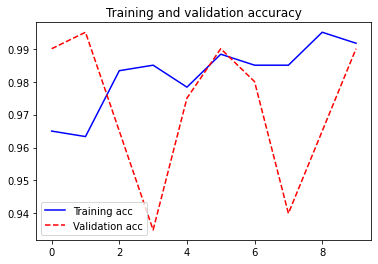 Training and validation accuracy
0.99
0.98
0.97
0.96
0.95
0.94
Training acc
Validation acc
0 2 4 6 8